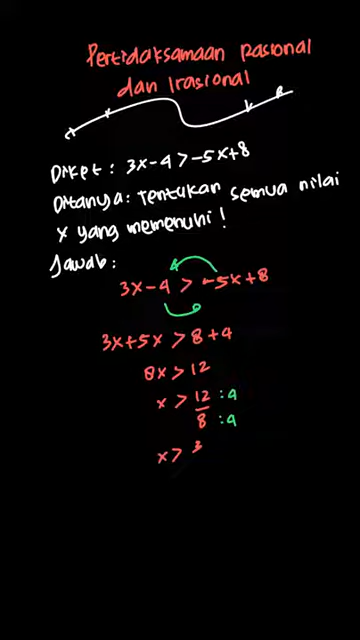 Pertidaksamaan Rasional
dan Irasional
Diket: 3x-4 > -5x+8
Ditanya: Tentukan semua nilai
x yang memenuhi!
Jawab:
3x-4 > -5x+8
3x+5x > 8+4
8x > 12
x > 12/8 :4 :4
x > 3